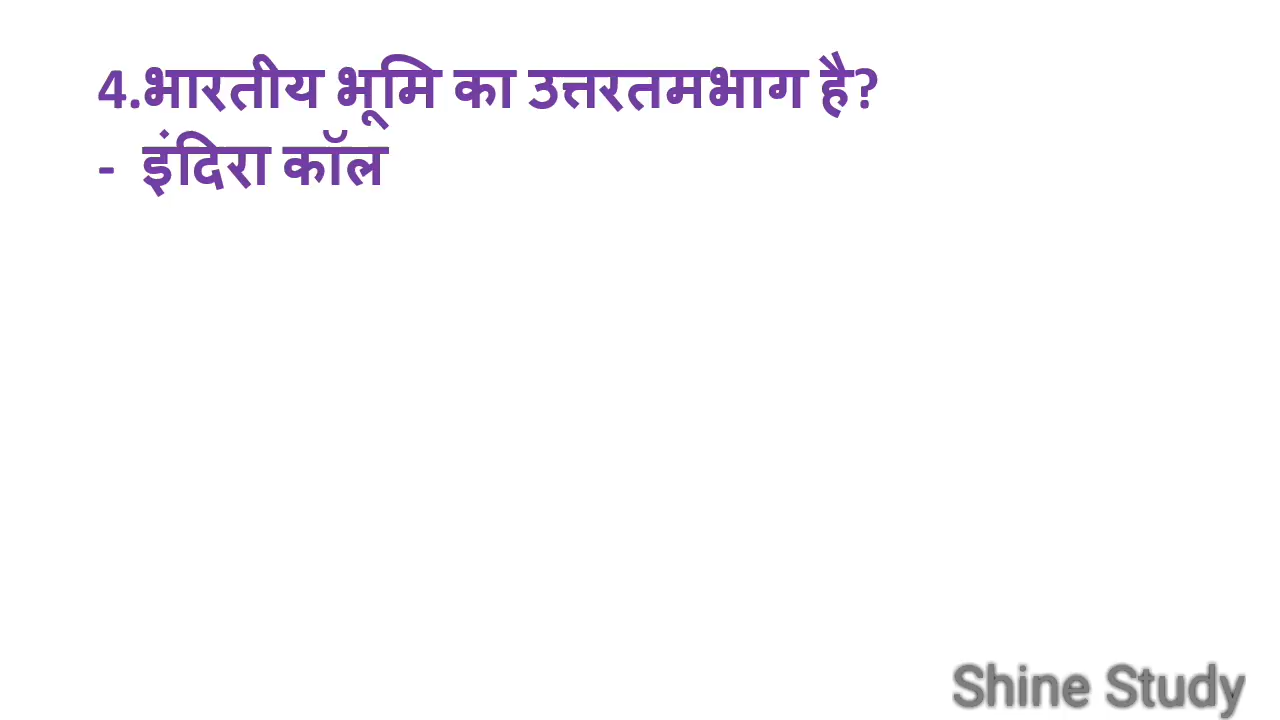 4.भारतीय भूमि का उत्तरतमभाग है?
- इंदिरा कॉल
Shine Study